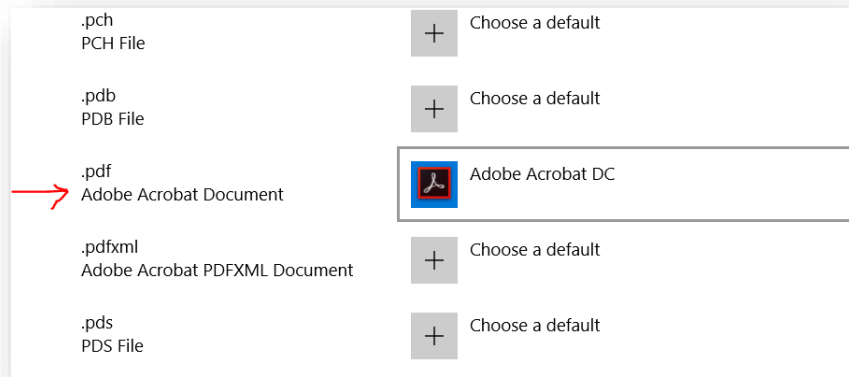 .pch
PCH File
Choose a default
.pdb
PDB File
Choose a default
.pdf
Adobe Acrobat Document
Adobe Acrobat DC
.pdfxml
Adobe Acrobat PDFXML Document
Choose a default
.pds
PDS File
Choose a default